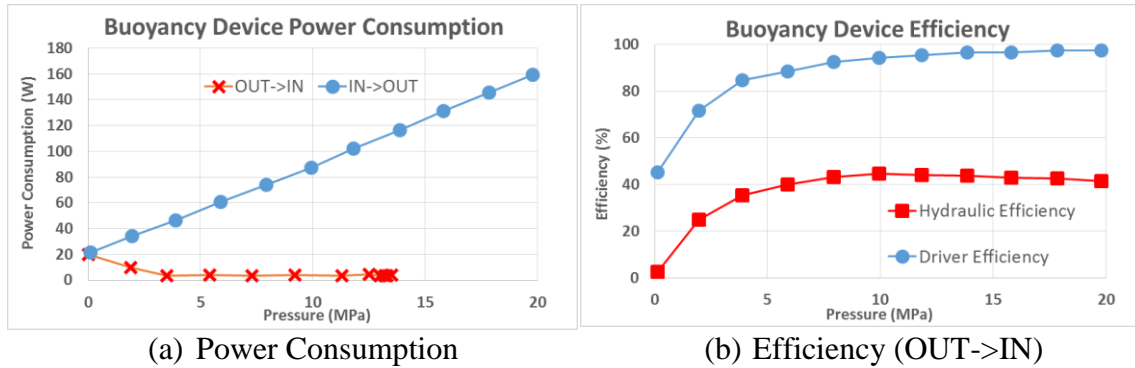 Buoyancy Device Power Consumption
180
160
140
120
100
80
60
40
20
0
Power Consumption (W)
OUT->IN
IN->OUT
0
5
10
15
20
Pressure (MPa)
(a) Power Consumption
Buoyancy Device Efficiency
100
80
60
40
20
0
Efficiency (%)
Hydraulic Efficiency
Driver Efficiency
0
5
10
15
20
Pressure (MPa)
(b) Efficiency (OUT->IN)